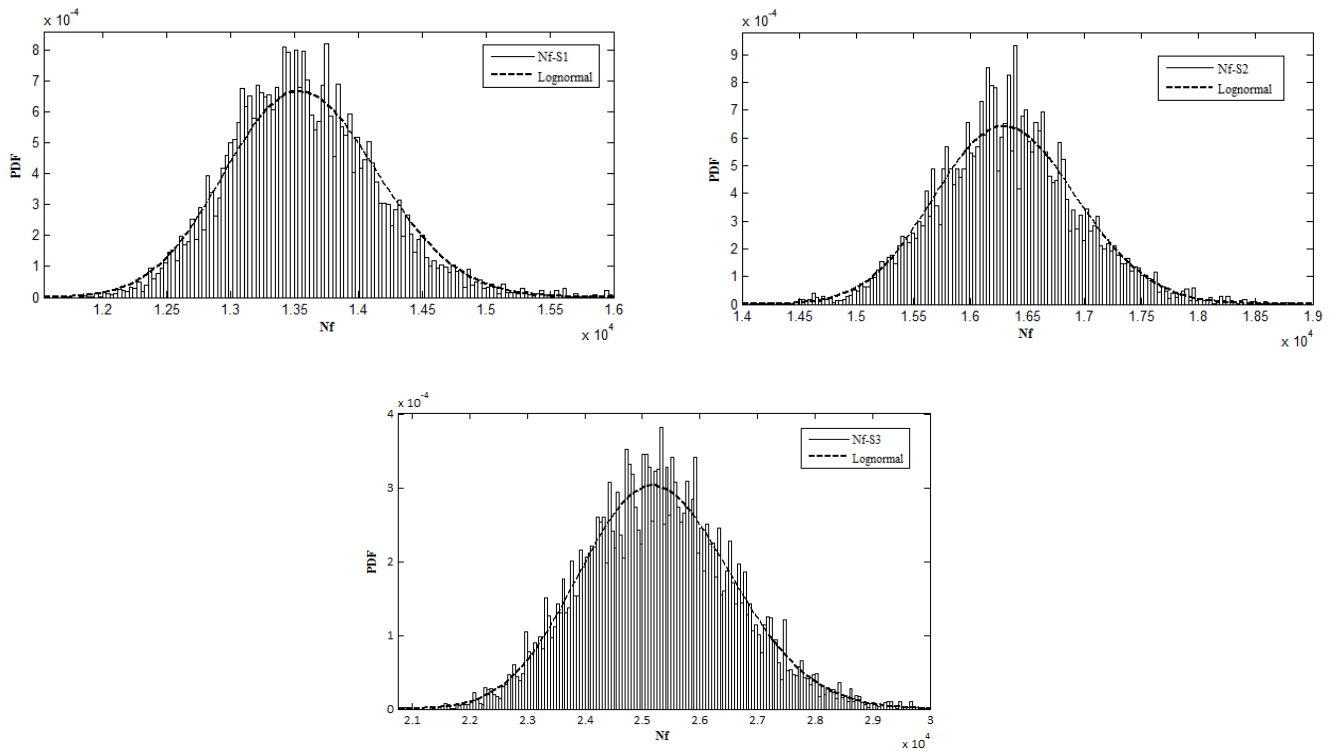 x 10^-4
8
7
6
5
4
3
2
1
0
PDF
Nf-S1
Lognormal
1.2 1.25 1.3 1.35 1.4 1.45 1.5 1.55 1.6
Nf
x 10^4
x 10^-4
9
8
7
6
5
4
3
2
1
0
PDF
Nf-S2
Lognormal
1.4 1.45 1.5 1.55 1.6 1.65 1.7 1.75 1.8 1.85 1.9
Nf
x 10^4
x 10^-4
4
3
2
1
0
PDF
Nf-S3
Lognormal
2.1 2.2 2.3 2.4 2.5 2.6 2.7 2.8 2.9 3
Nf
x 10^4